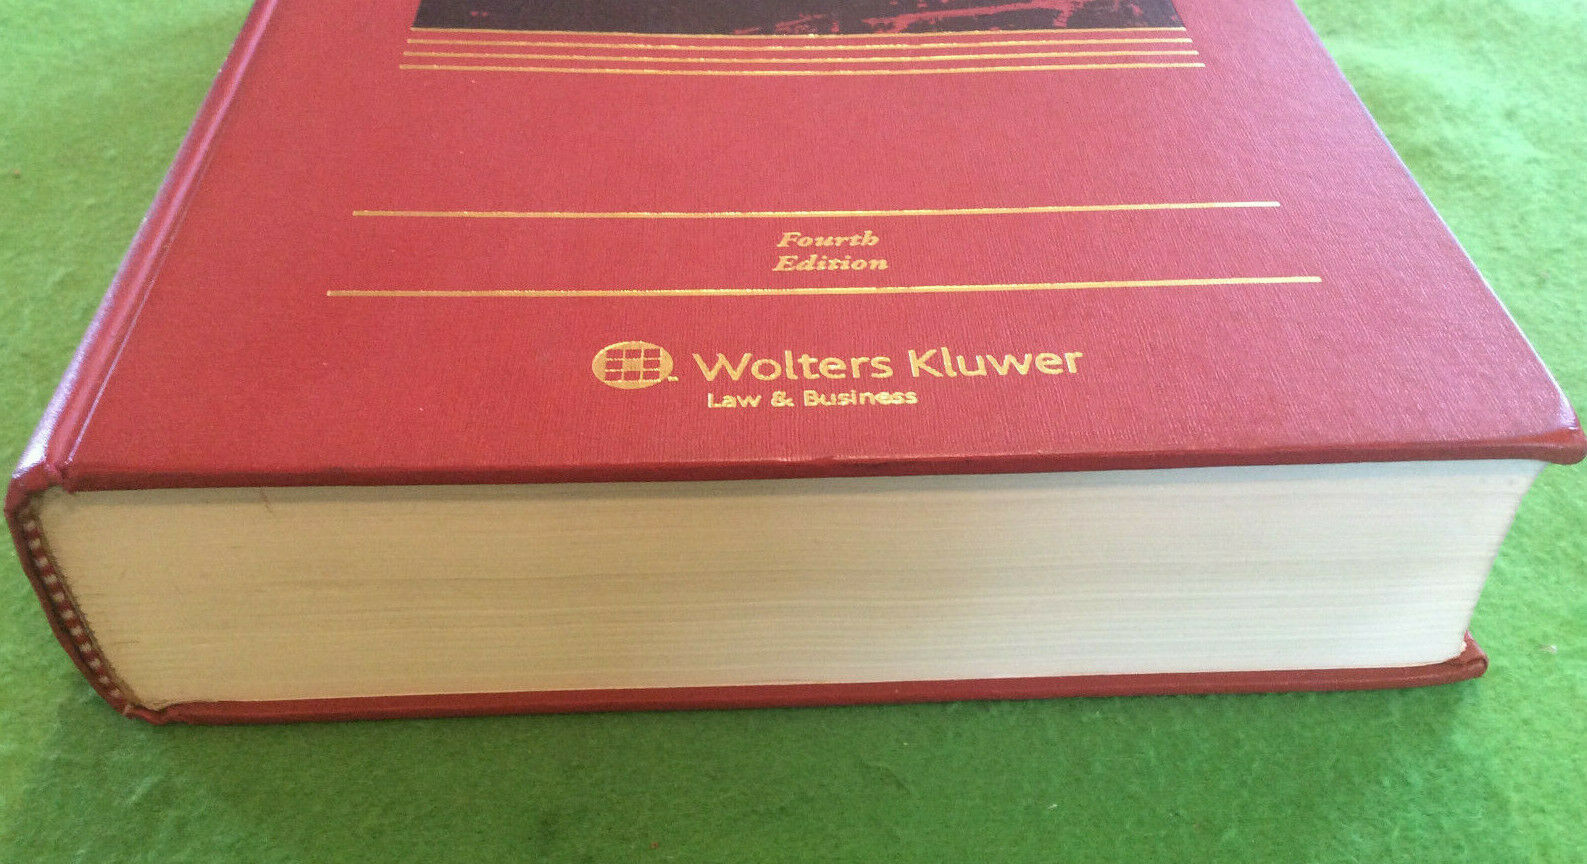 Fourth
Edition
Wolters Kluwer
Law & Business